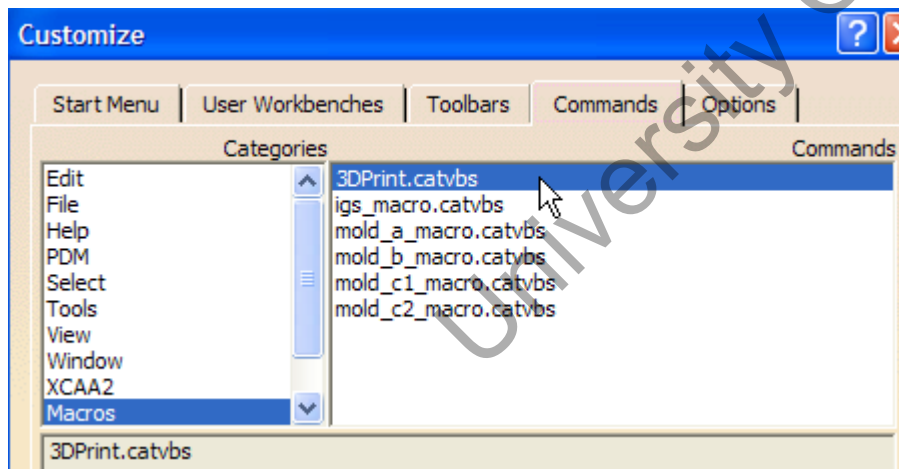 Customize
Start Menu
User Workbenches
Toolbars
Commands
Options
Categories
Commands
Edit
File
Help
PDM
Select
Tools
View
Window
XCAA2
Macros
3DPrint.catvbs
igs_macro.catvbs
mold_a_macro.catvbs
mold_b_macro.catvbs
mold_c1_macro.catvbs
mold_c2_macro.catvbs
3DPrint.catvbs
University